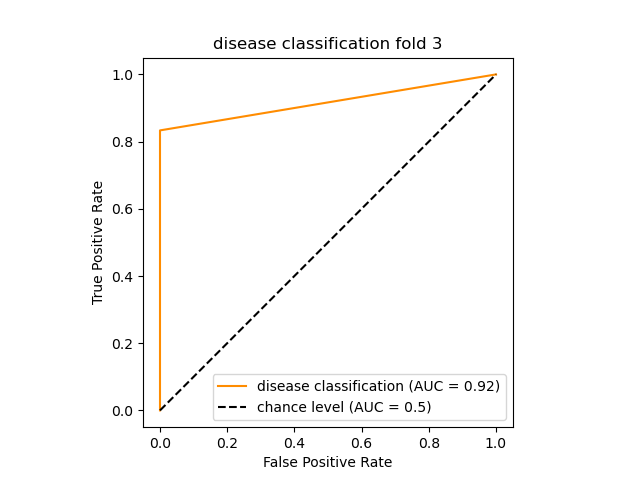 disease classification fold 3
1.0
0.8
0.6
0.4
0.2
0.0
True Positive Rate
disease classification (AUC = 0.92)
chance level (AUC = 0.5)
0.0 0.2 0.4 0.6 0.8 1.0
False Positive Rate